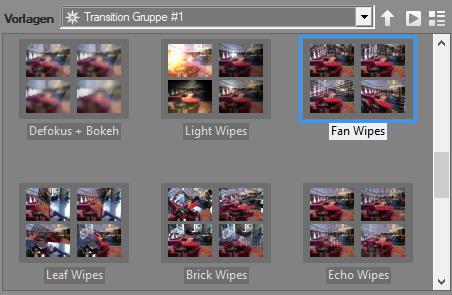 Vorlagen
Transition Gruppe #1
Defokus + Bokeh
Light Wipes
Fan Wipes
Leaf Wipes
Brick Wipes
Echo Wipes